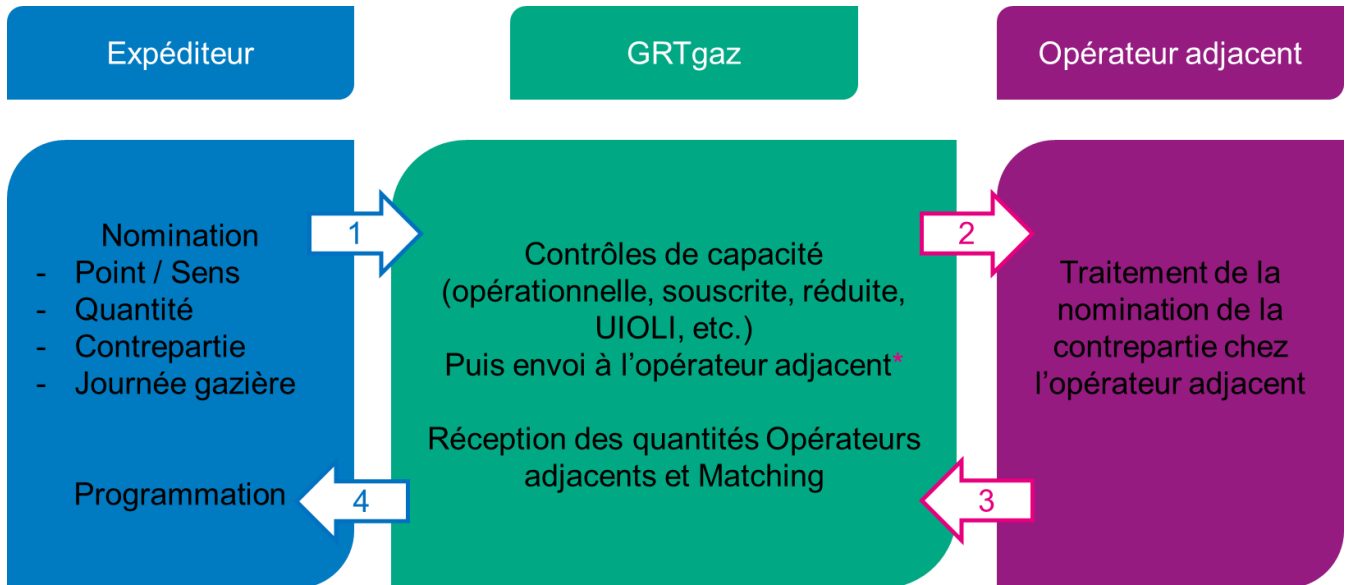 Expéditeur
GRTgaz
Opérateur adjacent
Nomination
- Point / Sens
- Quantité
- Contrepartie
- Journée gazière
Programmation
1
Contrôles de capacité
(opérationnelle, souscrite, réduite,
UIOLI, etc.)
Puis envoi à l’opérateur adjacent*
Réception des quantités Opérateurs
adjacents et Matching
2
Traitement de la
nomination de la
contrepartie chez
l’opérateur adjacent
3
4